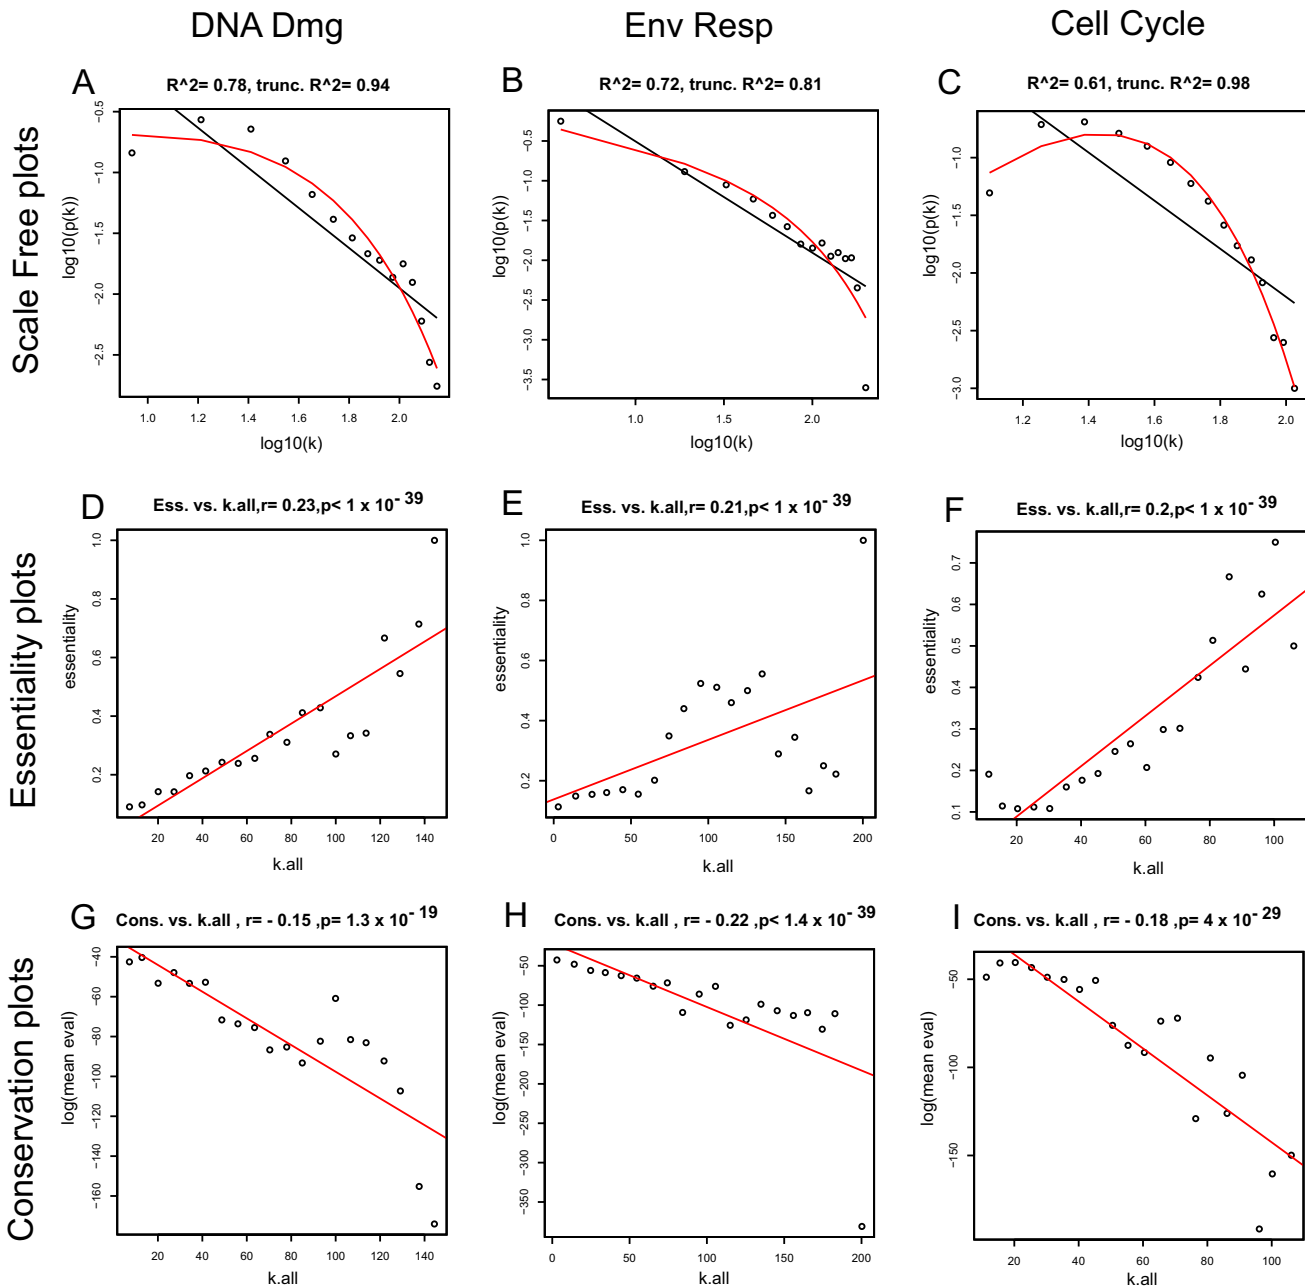 DNA Dmg
Env Resp
Cell Cycle
Scale Free plots
A
R^2= 0.78, trunc. R^2= 0.94
log10(p(k))
-0.5
-1.0
-1.5
-2.0
-2.5
1.0 1.2 1.4 1.6 1.8 2.0
log10(k)
B
R^2= 0.72, trunc. R^2= 0.81
log10(p(k))
-0.5
-1.0
-1.5
-2.0
-2.5
-3.0
-3.5
1.0 1.5 2.0
log10(k)
C
R^2= 0.61, trunc. R^2= 0.98
log10(p(k))
-1.0
-1.5
-2.0
-2.5
-3.0
1.2 1.4 1.6 1.8 2.0
log10(k)
Essentiality plots
D
Ess. vs. k.all,r= 0.23,p< 1 x 10^- 39
essentiality
1.0
0.8
0.6
0.4
0.2
20 40 60 80 100 120 140
k.all
E
Ess. vs. k.all,r= 0.21,p< 1 x 10^- 39
essentiality
1.0
0.8
0.6
0.4
0.2
0 50 100 150 200
k.all
F
Ess. vs. k.all,r= 0.2,p< 1 x 10^- 39
essentiality
0.7
0.6
0.5
0.4
0.3
0.2
0.1
20 40 60 80 100
k.all
Conservation plots
G
Cons. vs. k.all , r= - 0.15 ,p= 1.3 x 10^- 19
log(mean eval)
-40
-60
-80
-100
-120
-140
-160
20 40 60 80 100 120 140
k.all
H
Cons. vs. k.all , r= - 0.22 ,p< 1.4 x 10^- 39
log(mean eval)
-50
-100
-150
-200
-250
-300
-350
0 50 100 150 200
k.all
I
Cons. vs. k.all , r= - 0.18 ,p= 4 x 10^- 29
log(mean eval)
-50
-100
-150
20 40 60 80 100
k.all